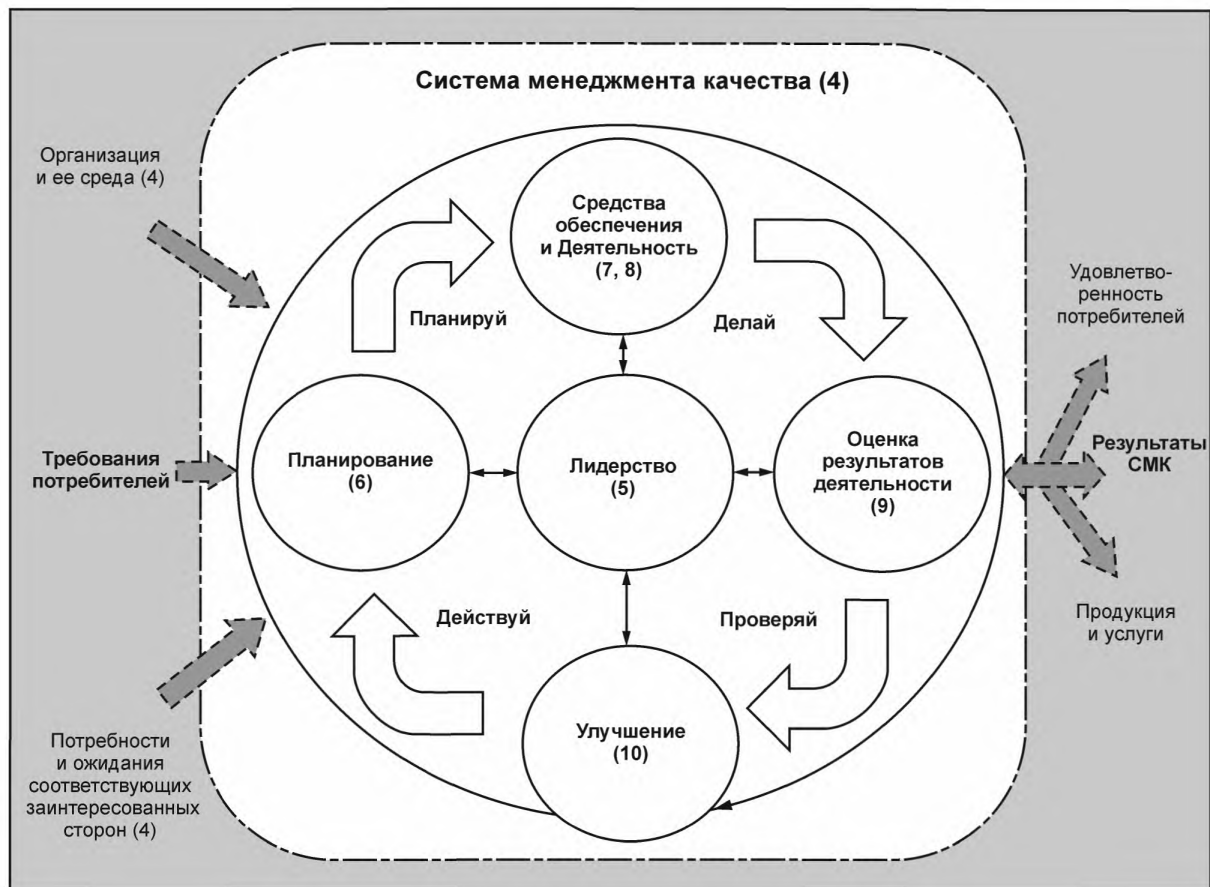 Система менеджмента качества (4)
Организация
и ее среда (4)
Требования
потребителей
Потребности
и ожидания
соответствующих
заинтересованных
сторон (4)
Средства
обеспечения
и Деятельность
(7, 8)
Планируй
Делай
Планирование
(6)
Лидерство
(5)
Оценка
результатов
деятельности
(9)
Действуй
Проверяй
Улучшение
(10)
Удовлетво-
ренность
потребителей
Результаты
СМК
Продукция
и услуги